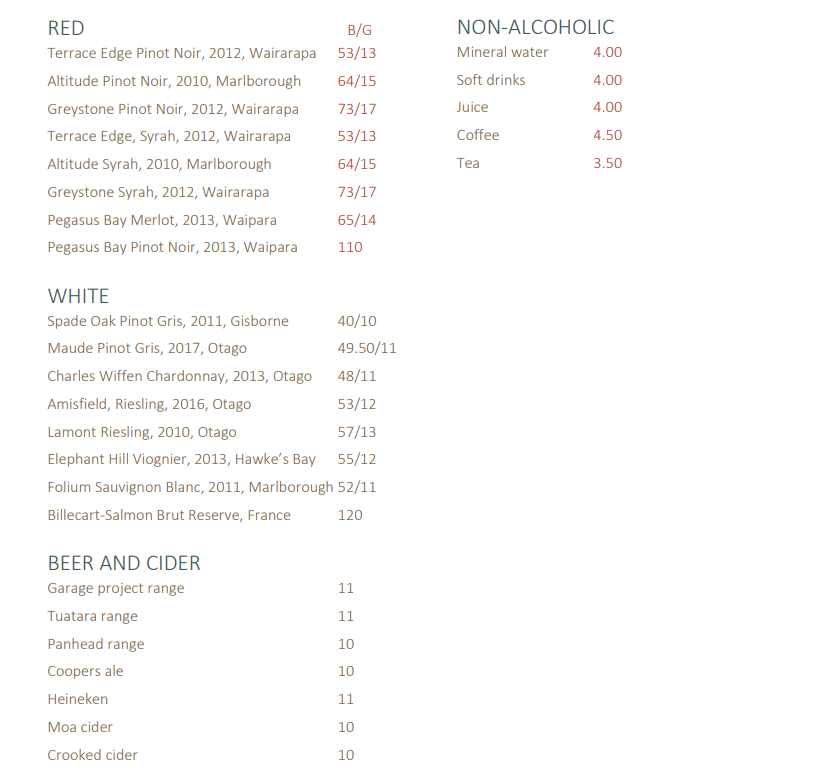 RED B/G
Terrace Edge Pinot Noir, 2012, Wairarapa 53/13
Altitude Pinot Noir, 2010, Marlborough 64/15
Greystone Pinot Noir, 2012, Wairarapa 73/17
Terrace Edge, Syrah, 2012, Wairarapa 53/13
Altitude Syrah, 2010, Marlborough 64/15
Greystone Syrah, 2012, Wairarapa 73/17
Pegasus Bay Merlot, 2013, Waipara 65/14
Pegasus Bay Pinot Noir, 2013, Waipara 110
WHITE
Spade Oak Pinot Gris, 2011, Gisborne 40/10
Maude Pinot Gris, 2017, Otago 49.50/11
Charles Wiffen Chardonnay, 2013, Otago 48/11
Amisfield, Riesling, 2016, Otago 53/12
Lamont Riesling, 2010, Otago 57/13
Elephant Hill Viognier, 2013, Hawke’s Bay 55/12
Folium Sauvignon Blanc, 2011, Marlborough 52/11
Billecart-Salmon Brut Reserve, France 120
BEER AND CIDER
Garage project range 11
Tuatara range 11
Panhead range 10
Coopers ale 10
Heineken 11
Moa cider 10
Crooked cider 10
NON-ALCOHOLIC
Mineral water 4.00
Soft drinks 4.00
Juice 4.00
Coffee 4.50
Tea 3.50